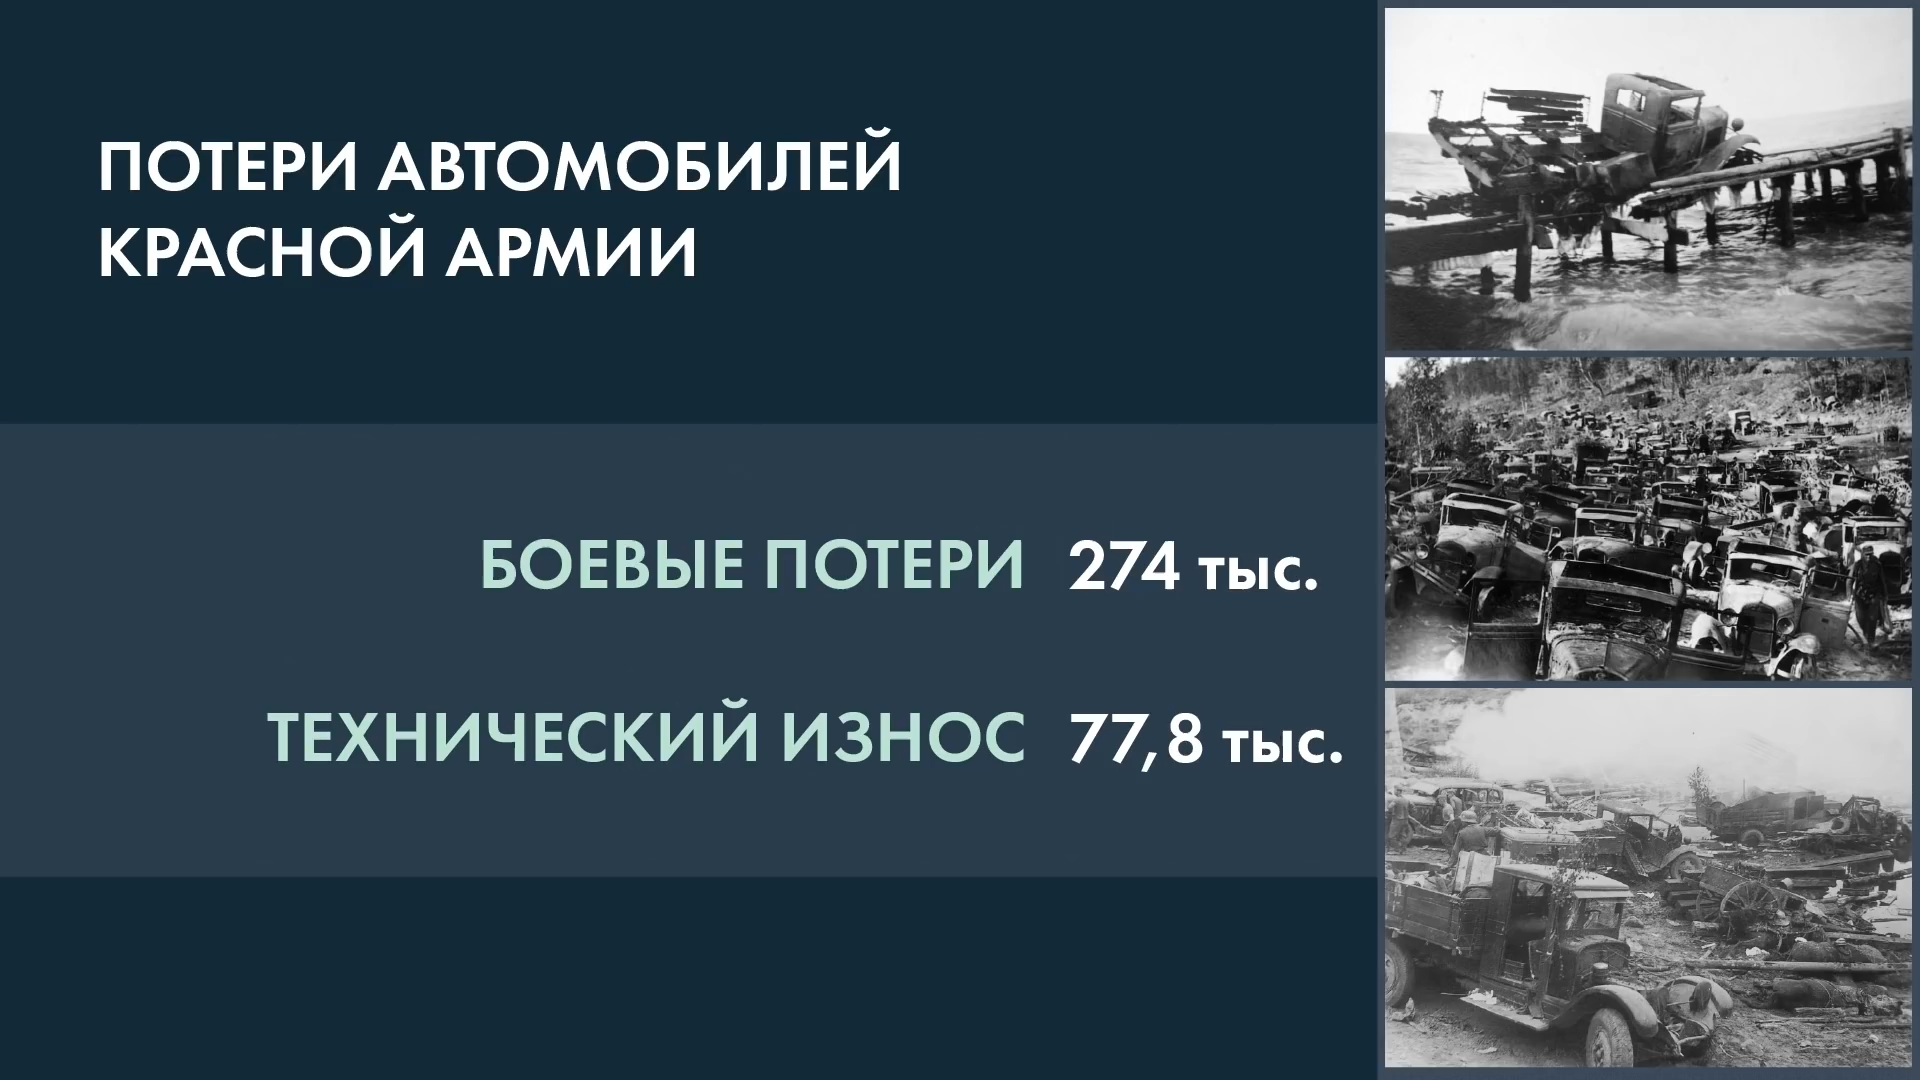 ПОТЕРИ АВТОМОБИЛЕЙ
КРАСНОЙ АРМИИ
БОЕВЫЕ ПОТЕРИ 274 тыс.
ТЕХНИЧЕСКИЙ ИЗНОС 77,8 тыс.